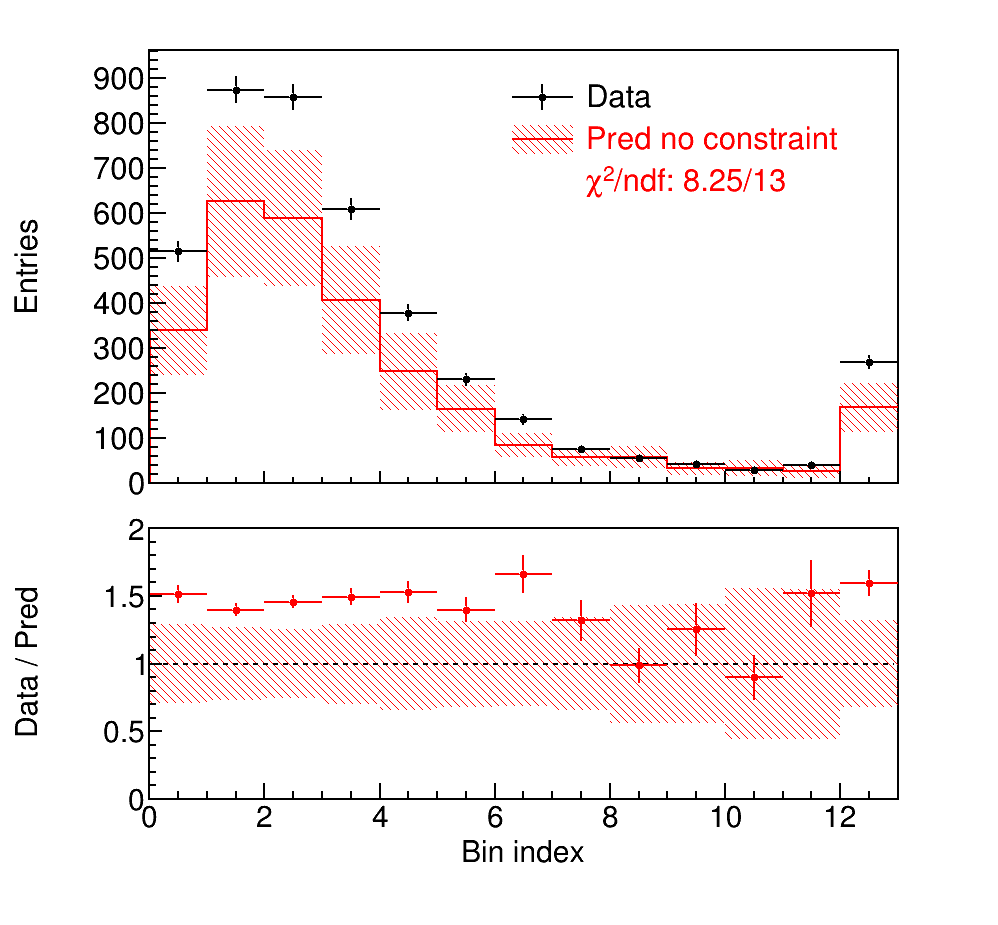 Entries
900
800
700
600
500
400
300
200
100
0
Data
Pred no constraint
χ²/ndf: 8.25/13
Data / Pred
2
1.5
1
0.5
0
0 2 4 6 8 10 12
Bin index